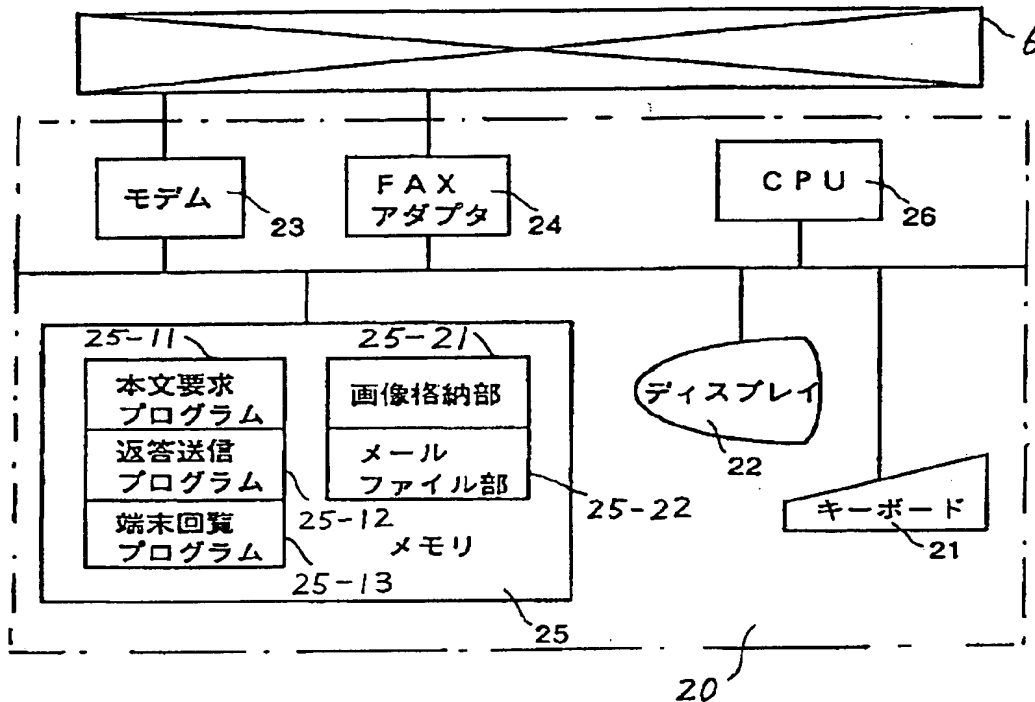 6
モデム
23
FAX
アダプタ
24
CPU
26
25-11
本文要求
プログラム
返答送信
プログラム
25-12
端末回覧
プログラム
25-13
25-21
画像格納部
メール
ファイル部
25-22
メモリ
25
ディスプレイ
22
キーボード
21
20